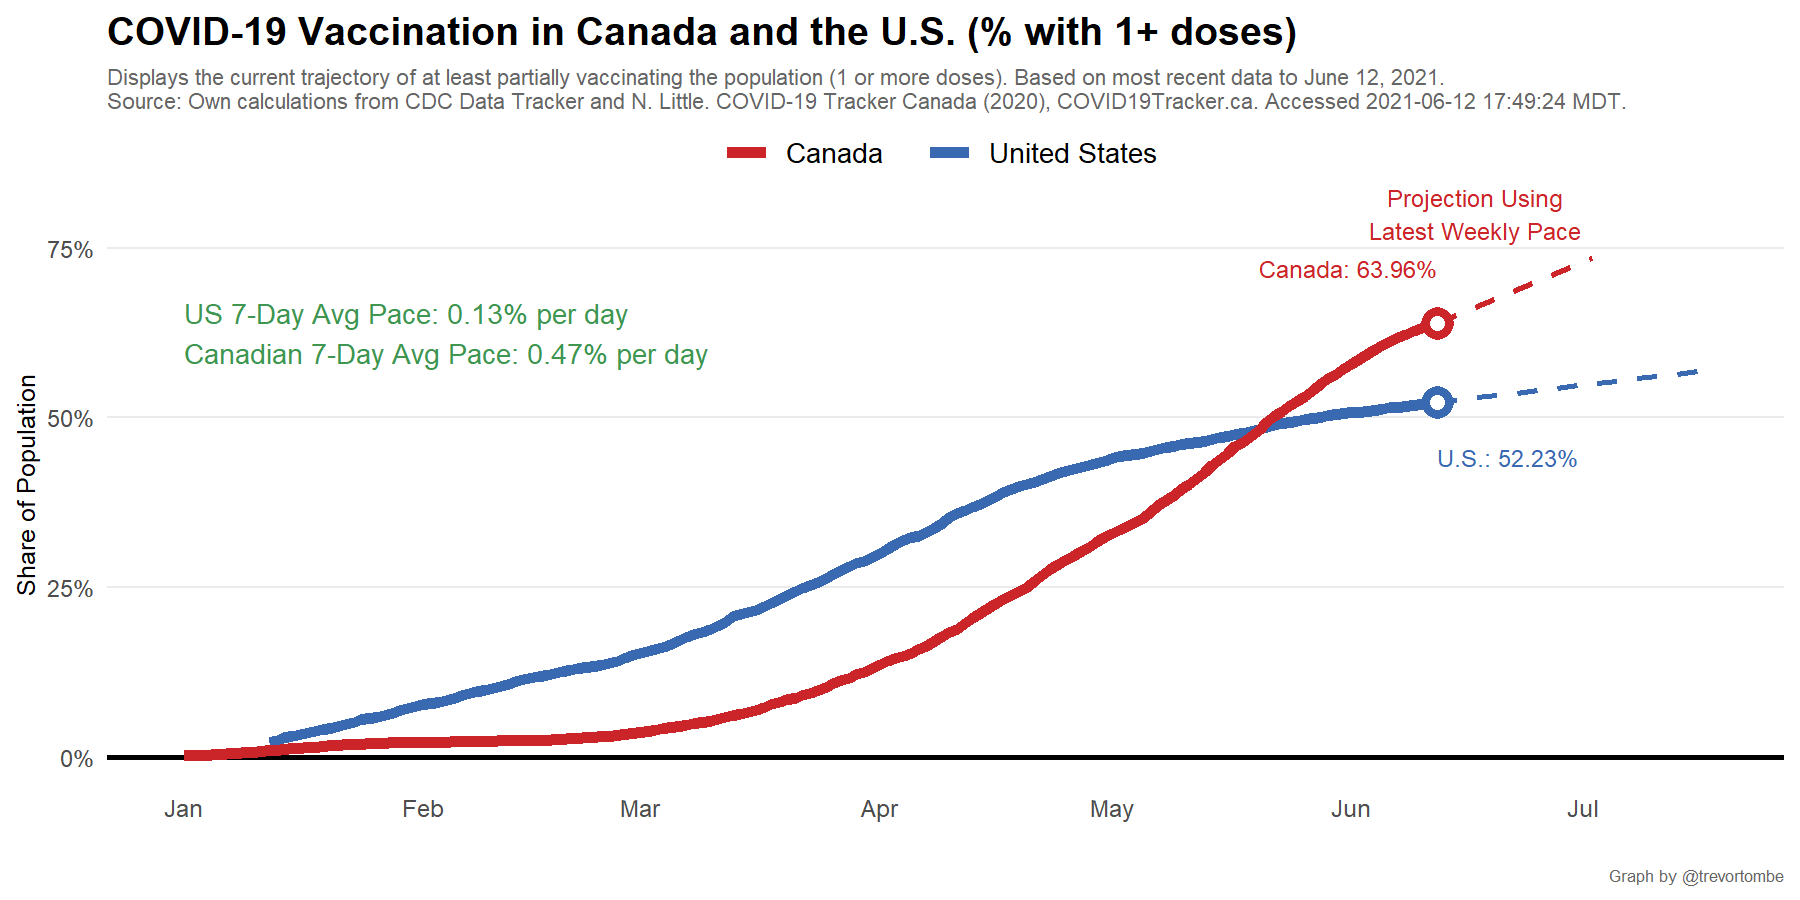 COVID-19 Vaccination in Canada and the U.S. (% with 1+ doses)
Displays the current trajectory of at least partially vaccinating the population (1 or more doses). Based on most recent data to June 12, 2021.
Source: Own calculations from CDC Data Tracker and N. Little. COVID-19 Tracker Canada (2020), COVID19Tracker.ca. Accessed 2021-06-12 17:49:24 MDT.
Canada
United States
Projection Using
Latest Weekly Pace
Canada: 63.96%
US 7-Day Avg Pace: 0.13% per day
Canadian 7-Day Avg Pace: 0.47% per day
U.S.: 52.23%
Share of Population
75%
50%
25%
0%
Jan
Feb
Mar
Apr
May
Jun
Jul
Graph by @trevortombe